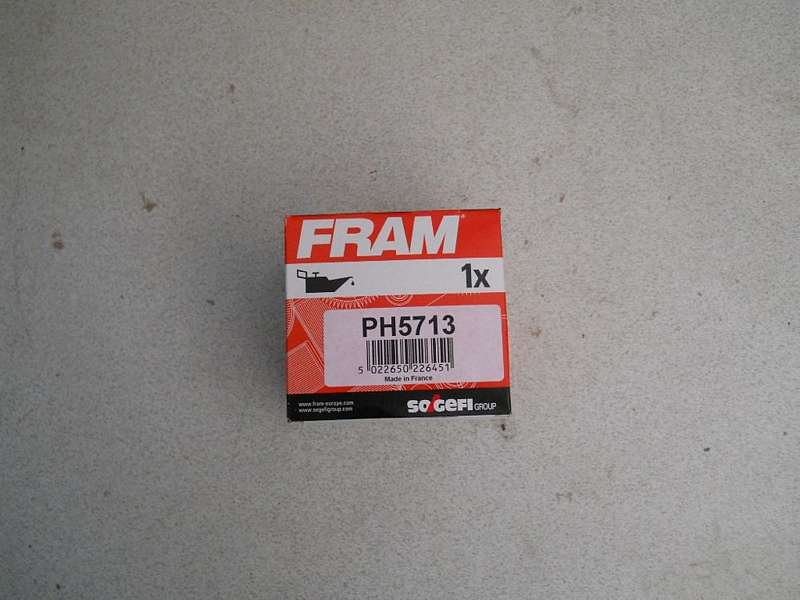 FRAM
1x
PH5713
5 022650 226451
Made in France
www.fram-europe.com
www.sogefigroup.com
SOGEFI GROUP